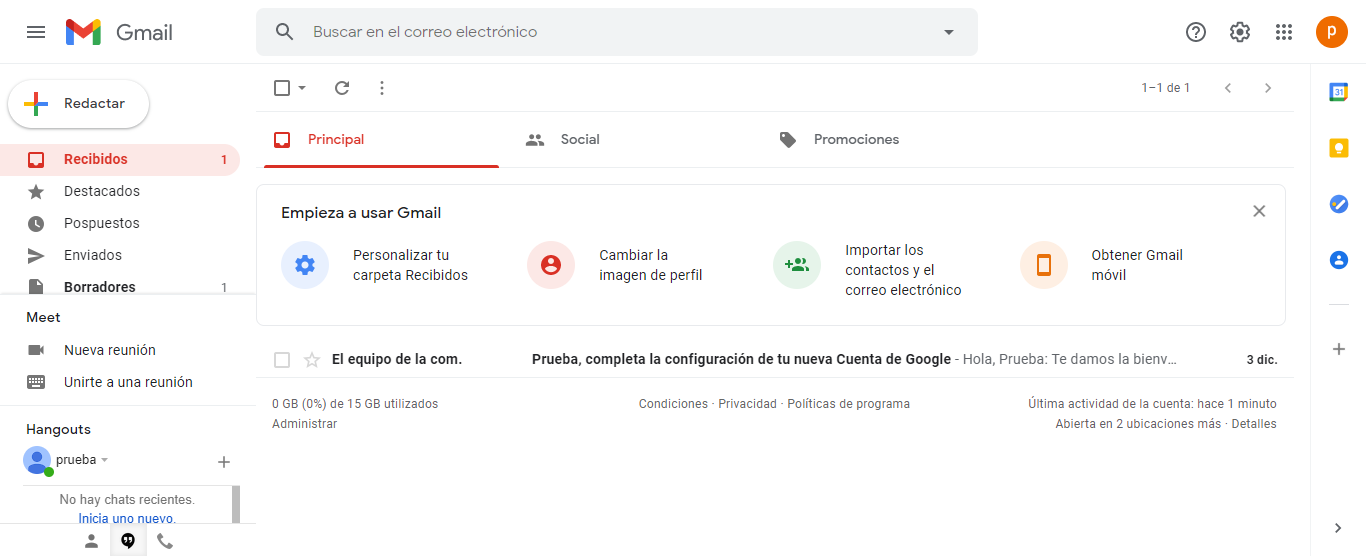 Gmail
Buscar en el correo electrónico
p
Redactar
1–1 de 1
31
Principal
Social
Promociones
Recibidos 1
Destacados
Pospuestos
Enviados
Borradores 1
Empieza a usar Gmail
Personalizar tu
carpeta Recibidos
Cambiar la
imagen de perfil
Importar los
contactos y el
correo electrónico
Obtener Gmail
móvil
Meet
Nueva reunión
Unirte a una reunión
El equipo de la com. Prueba, completa la configuración de tu nueva Cuenta de Google - Hola, Prueba: Te damos la bienv… 3 dic.
0 GB (0%) de 15 GB utilizados
Administrar
Condiciones · Privacidad · Políticas de programa
Última actividad de la cuenta: hace 1 minuto
Abierta en 2 ubicaciones más · Detalles
Hangouts
prueba
No hay chats recientes.
Inicia uno nuevo.